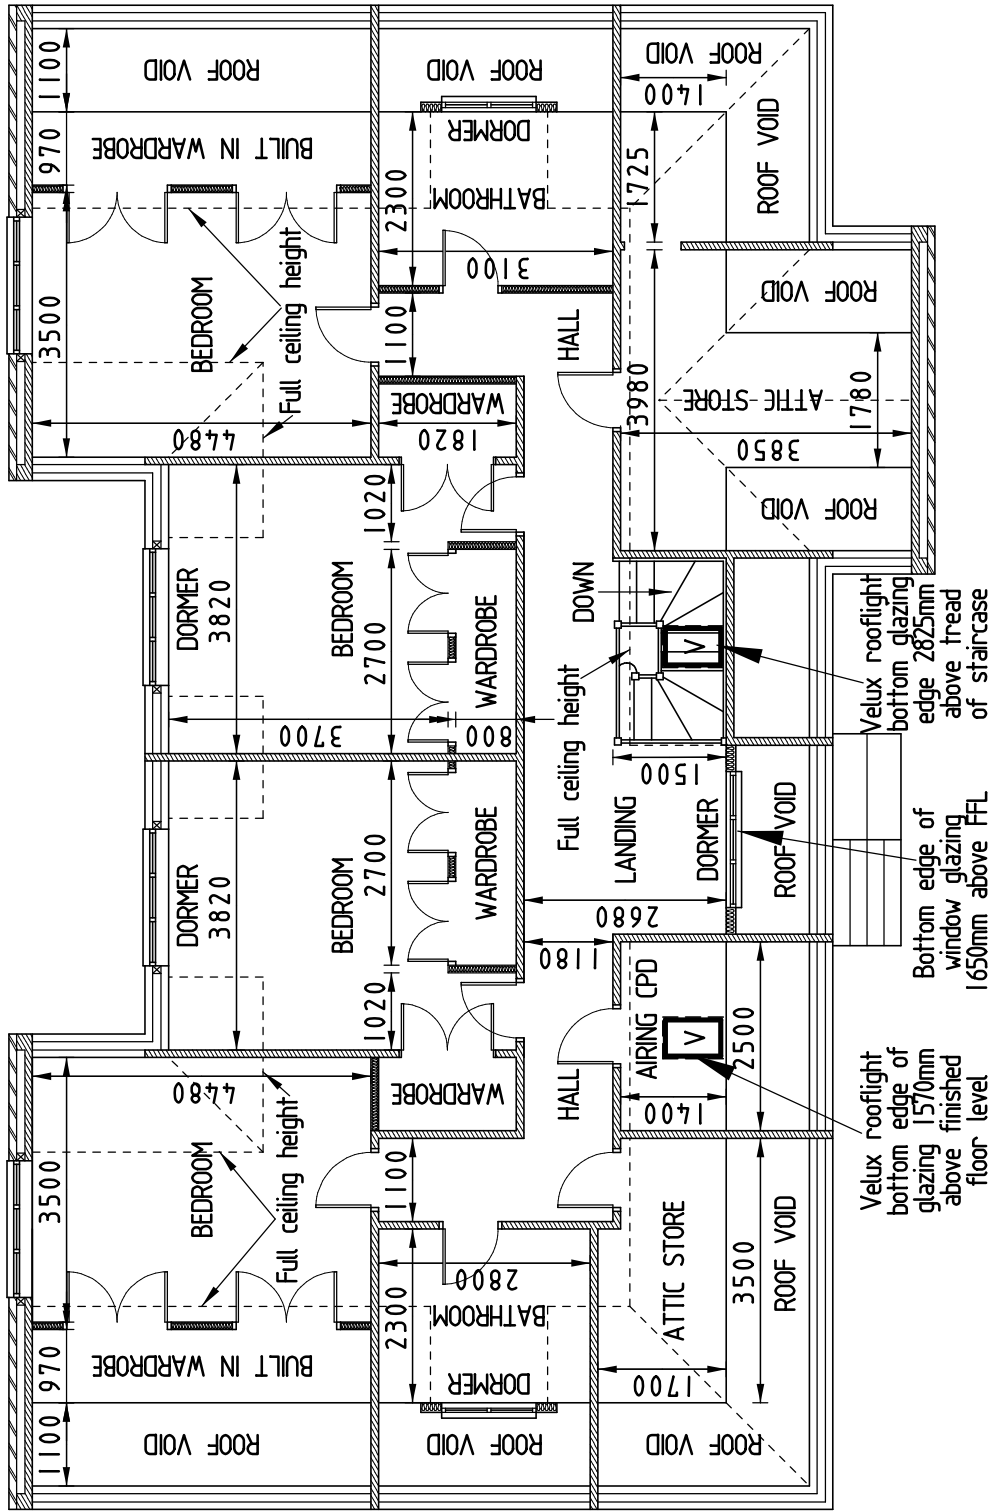 1100
ROOF VOID
ROOF VOID
ROOF VOID
1400
ROOF VOID
970
BUILT IN WARDROBE
DORMER
BATHROOM
2300
3100
1725
3500
BEDROOM
Full ceiling height
4480
1100
HALL
WARDROBE
1820
3980
ROOF VOID
ATTIC STORE
1780
3850
ROOF VOID
DORMER
3820
BEDROOM
1020
2700
WARDROBE
3700
800
DOWN
Full ceiling height
V
1500
Velux rooflight
bottom glazing
edge 2825mm
above tread
of staircase
DORMER
3820
BEDROOM
2700
WARDROBE
1020
LANDING
DORMER
ROOF VOID
2680
1180
Bottom edge of
window glazing
1650mm above FFL
AIRING CPD
V
2500
1400
Velux rooflight
bottom edge of
glazing 1570mm
above finished
floor level
4480
WARDROBE
HALL
3500
BEDROOM
Full ceiling height
1100
2800
2300
BATHROOM
DORMER
ATTIC STORE
3500
ROOF VOID
1700
970
BUILT IN WARDROBE
1100
ROOF VOID
ROOF VOID
ROOF VOID